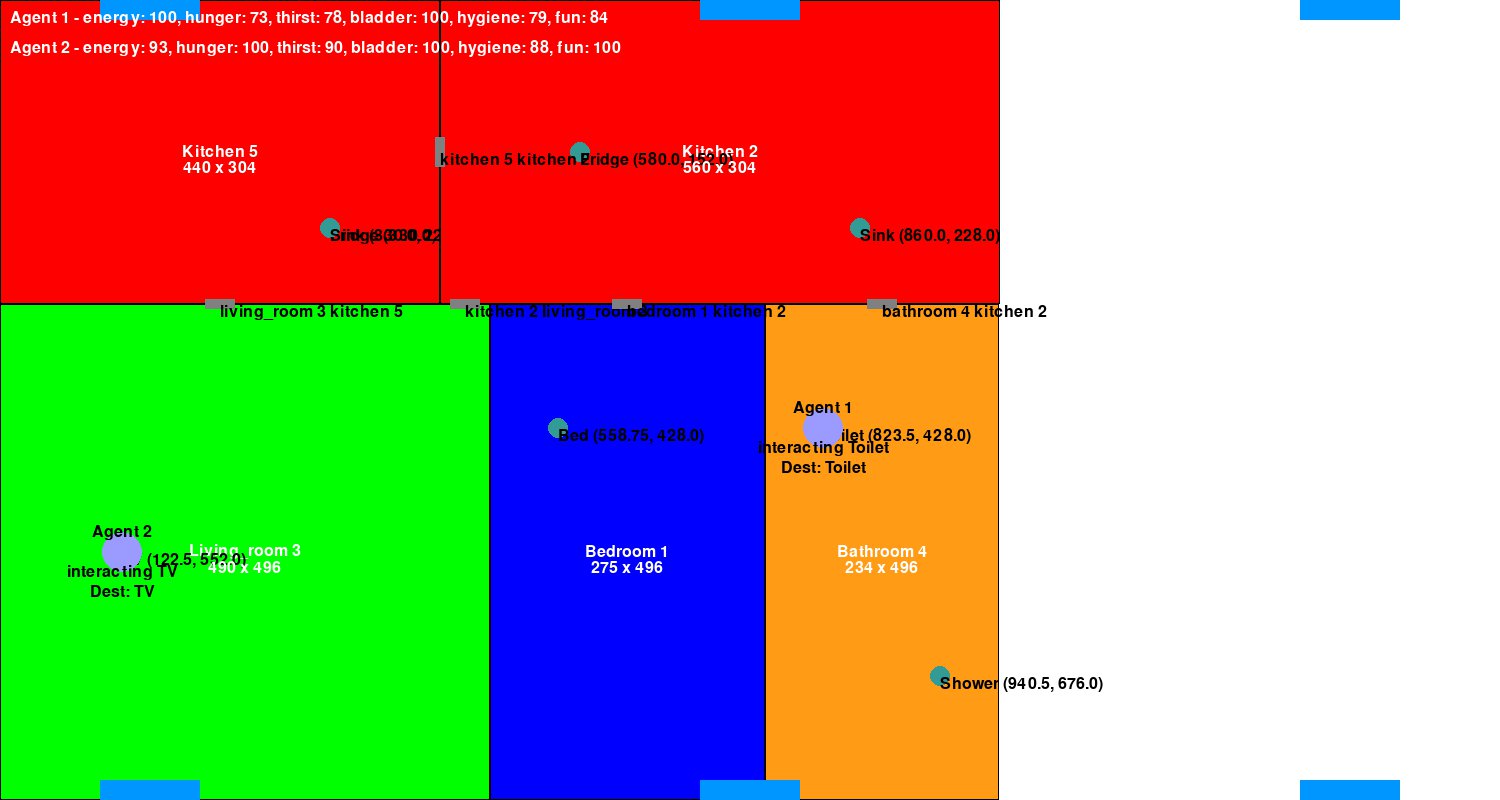 Agent 1 - energy: 100, hunger: 73, thirst: 78, bladder: 100, hygiene: 79, fun: 84
Agent 2 - energy: 93, hunger: 100, thirst: 90, bladder: 100, hygiene: 88, fun: 100
Kitchen 5
440 x 304
kitchen 5 kitchen 2
Fridge (580.0, 152.0)
Kitchen 2
560 x 304
Sink (860.0, 228.0)
living_room 3 kitchen 5
kitchen 2 living_room 3
bedroom 1 kitchen 2
bathroom 4 kitchen 2
Agent 1
Bed (558.75, 428.0)
ilet (823.5, 428.0)
interacting Toilet
Dest: Toilet
Agent 2
(122.5, 552.0)
Living_room 3
490 x 496
interacting TV
Dest: TV
Bedroom 1
275 x 496
Bathroom 4
234 x 496
Shower (940.5, 676.0)